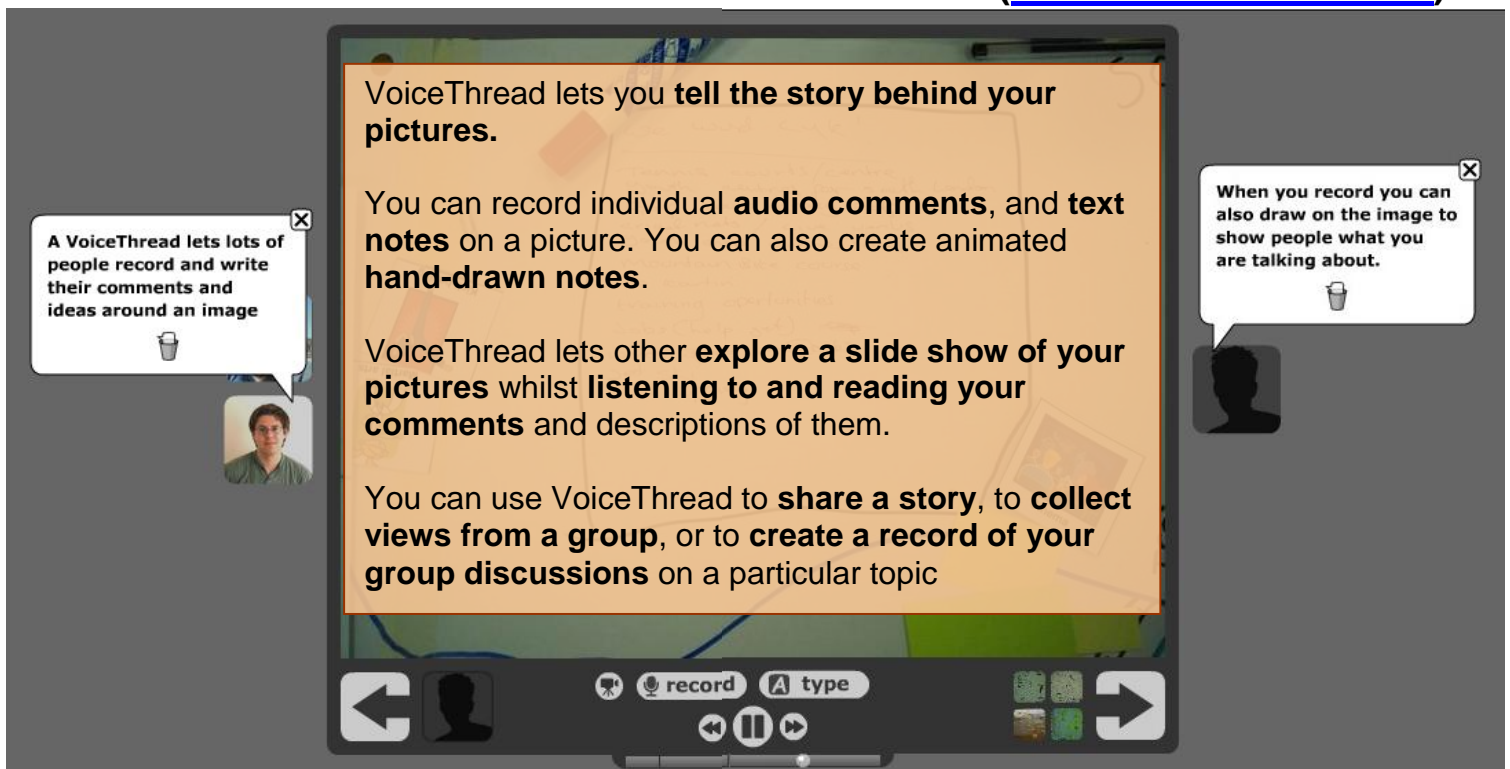 VoiceThread lets you tell the story behind your
pictures.
You can record individual audio comments, and text
notes on a picture. You can also create animated
hand-drawn notes.
VoiceThread lets other explore a slide show of your
pictures whilst listening to and reading your
comments and descriptions of them.
You can use VoiceThread to share a story, to collect
views from a group, or to create a record of your
group discussions on a particular topic
A VoiceThread lets lots of
people record and write
their comments and
ideas around an image
When you record you can
also draw on the image to
show people what you
are talking about.
record
A type